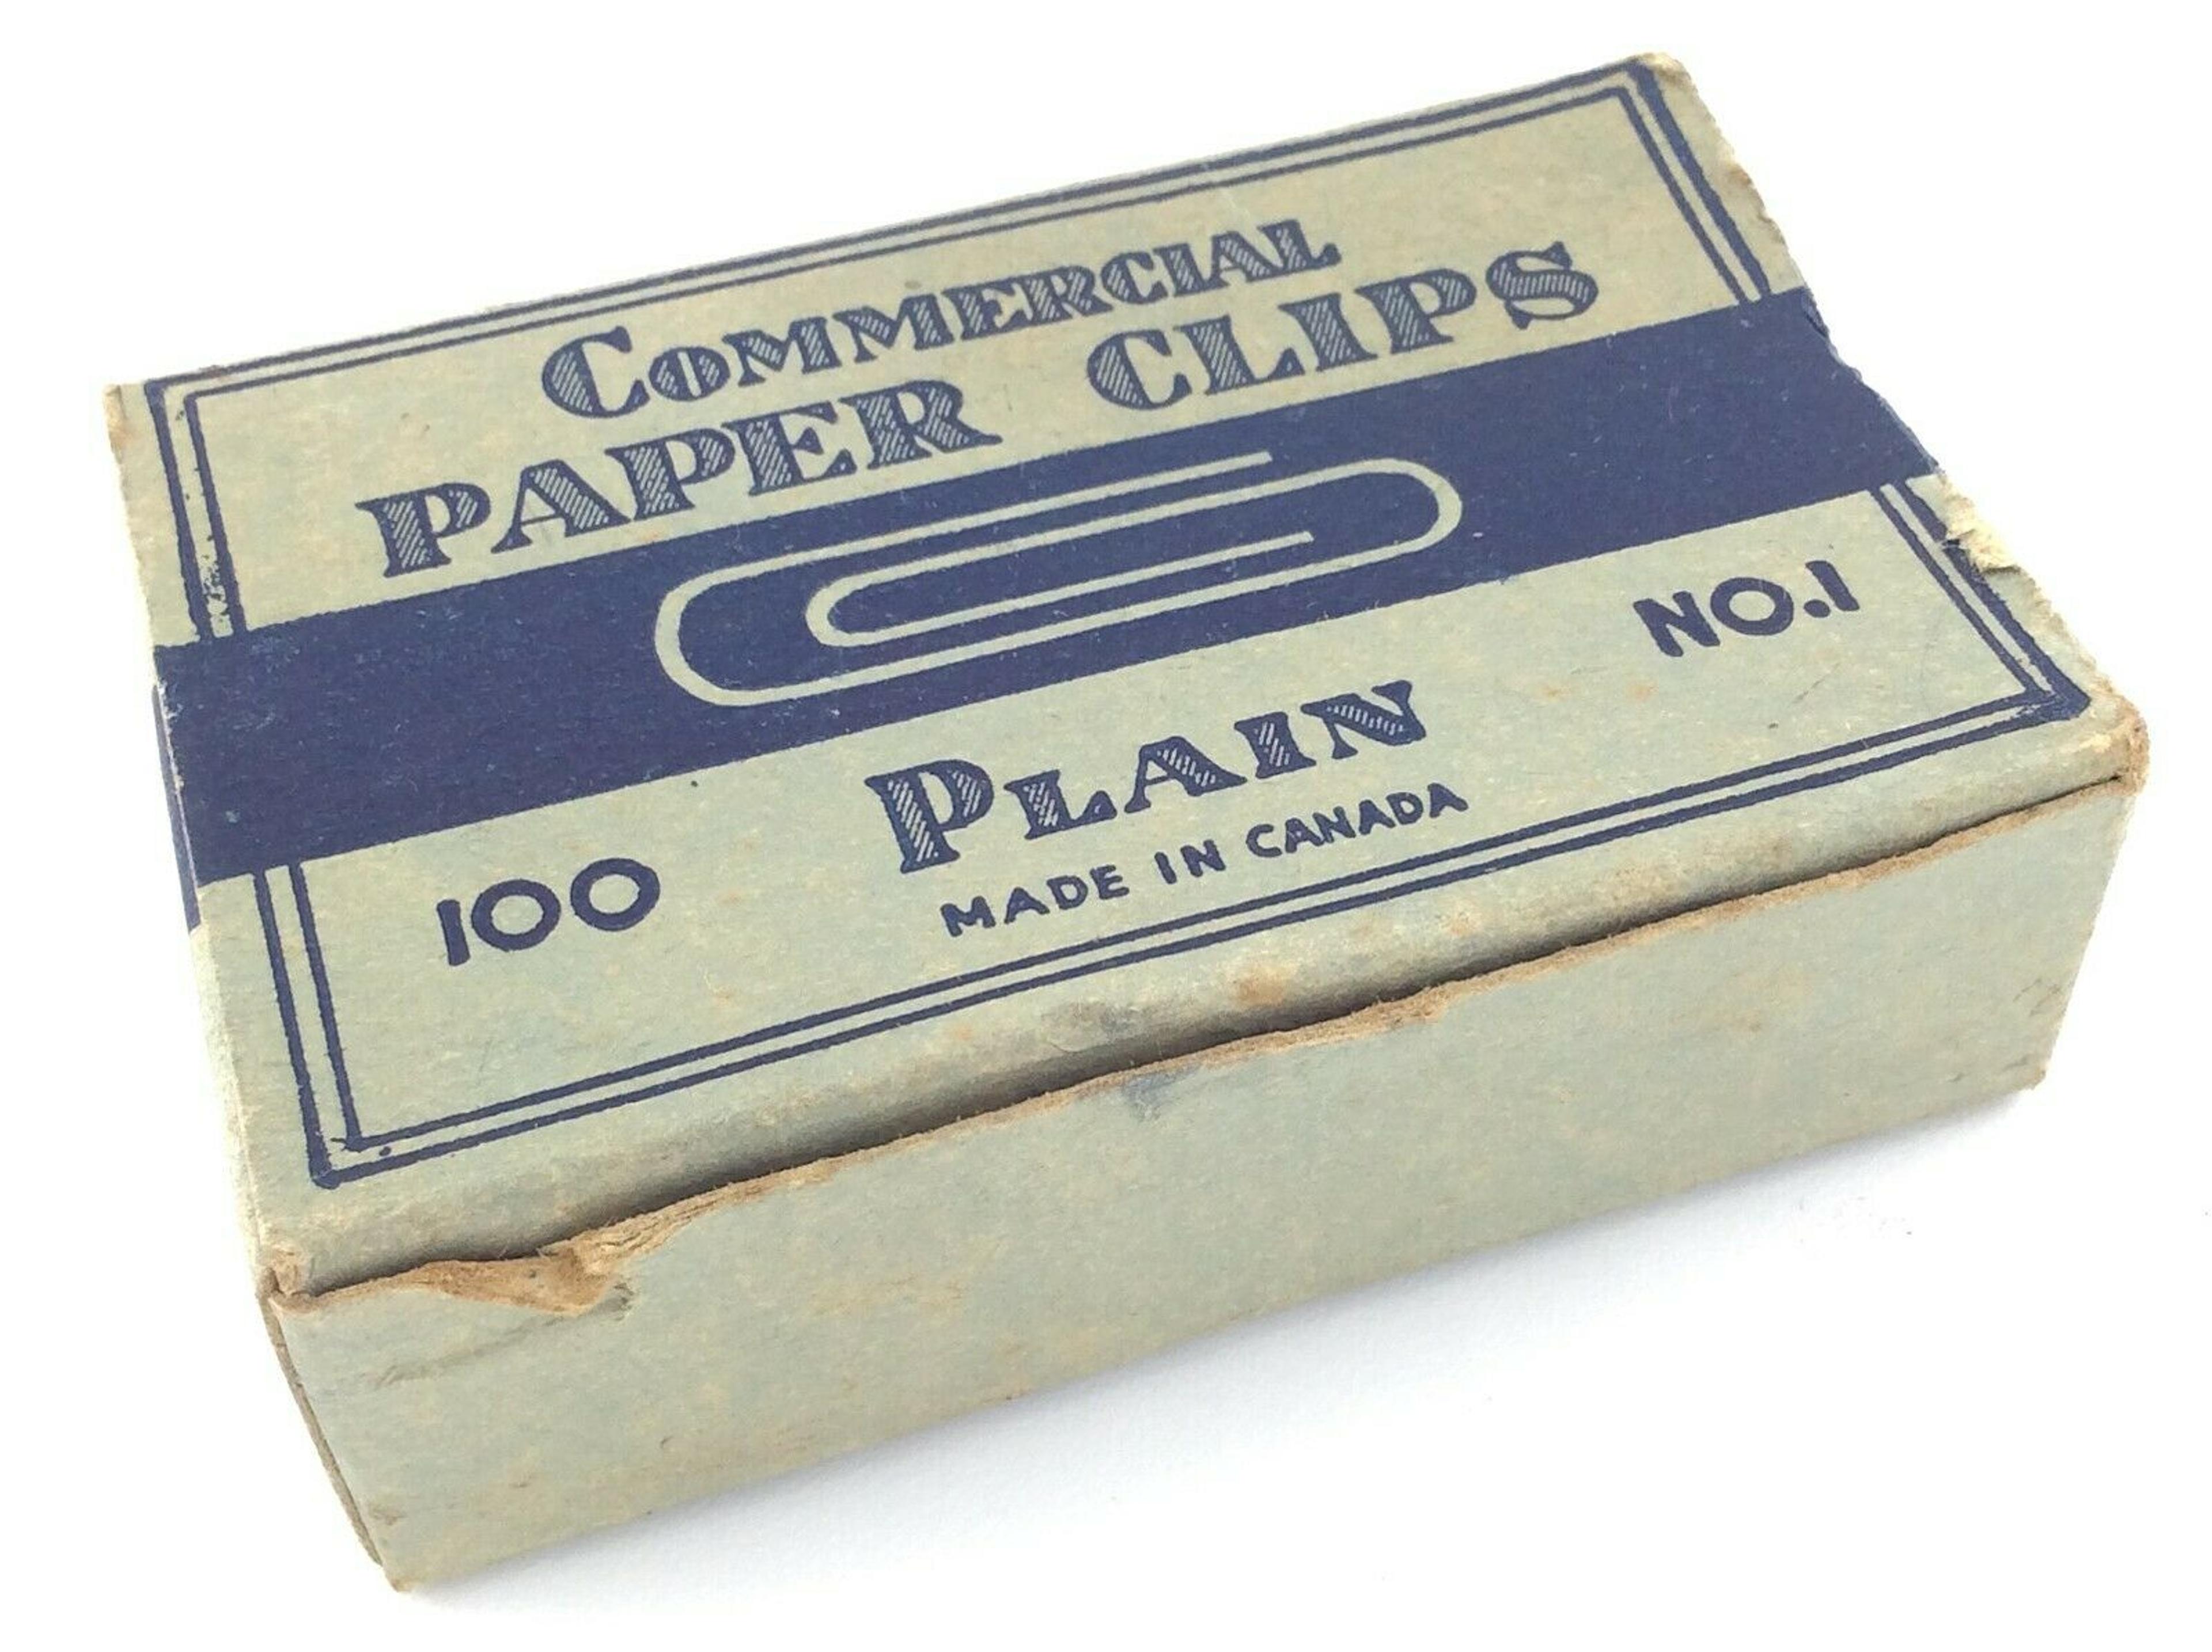 COMMERCIAL
PAPER CLIPS
NO.1
PLAIN
100
MADE IN CANADA